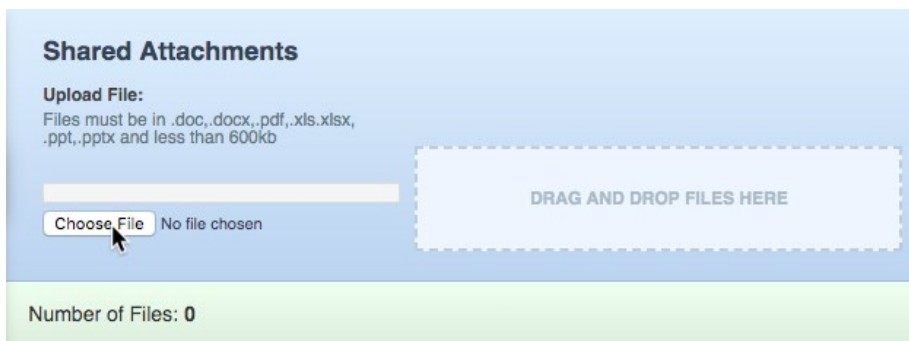 Shared Attachments
Upload File:
Files must be in .doc,.docx,.pdf,.xls.xlsx,
.ppt,.pptx and less than 600kb
DRAG AND DROP FILES HERE
Choose File No file chosen
Number of Files: 0